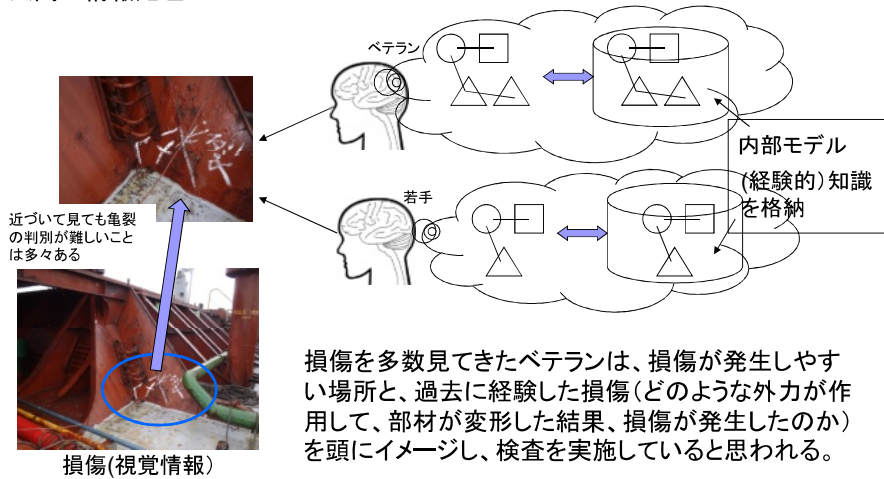 ベテラン
内部モデル
(経験的)知識
を格納
若手
近づいて見ても亀裂
の判別が難しいこと
は多々ある
損傷(視覚情報)
損傷を多数見てきたベテランは、損傷が発生しやす
い場所と、過去に経験した損傷(どのような外力が作
用して、部材が変形した結果、損傷が発生したのか)
を頭にイメージし、検査を実施していると思われる。